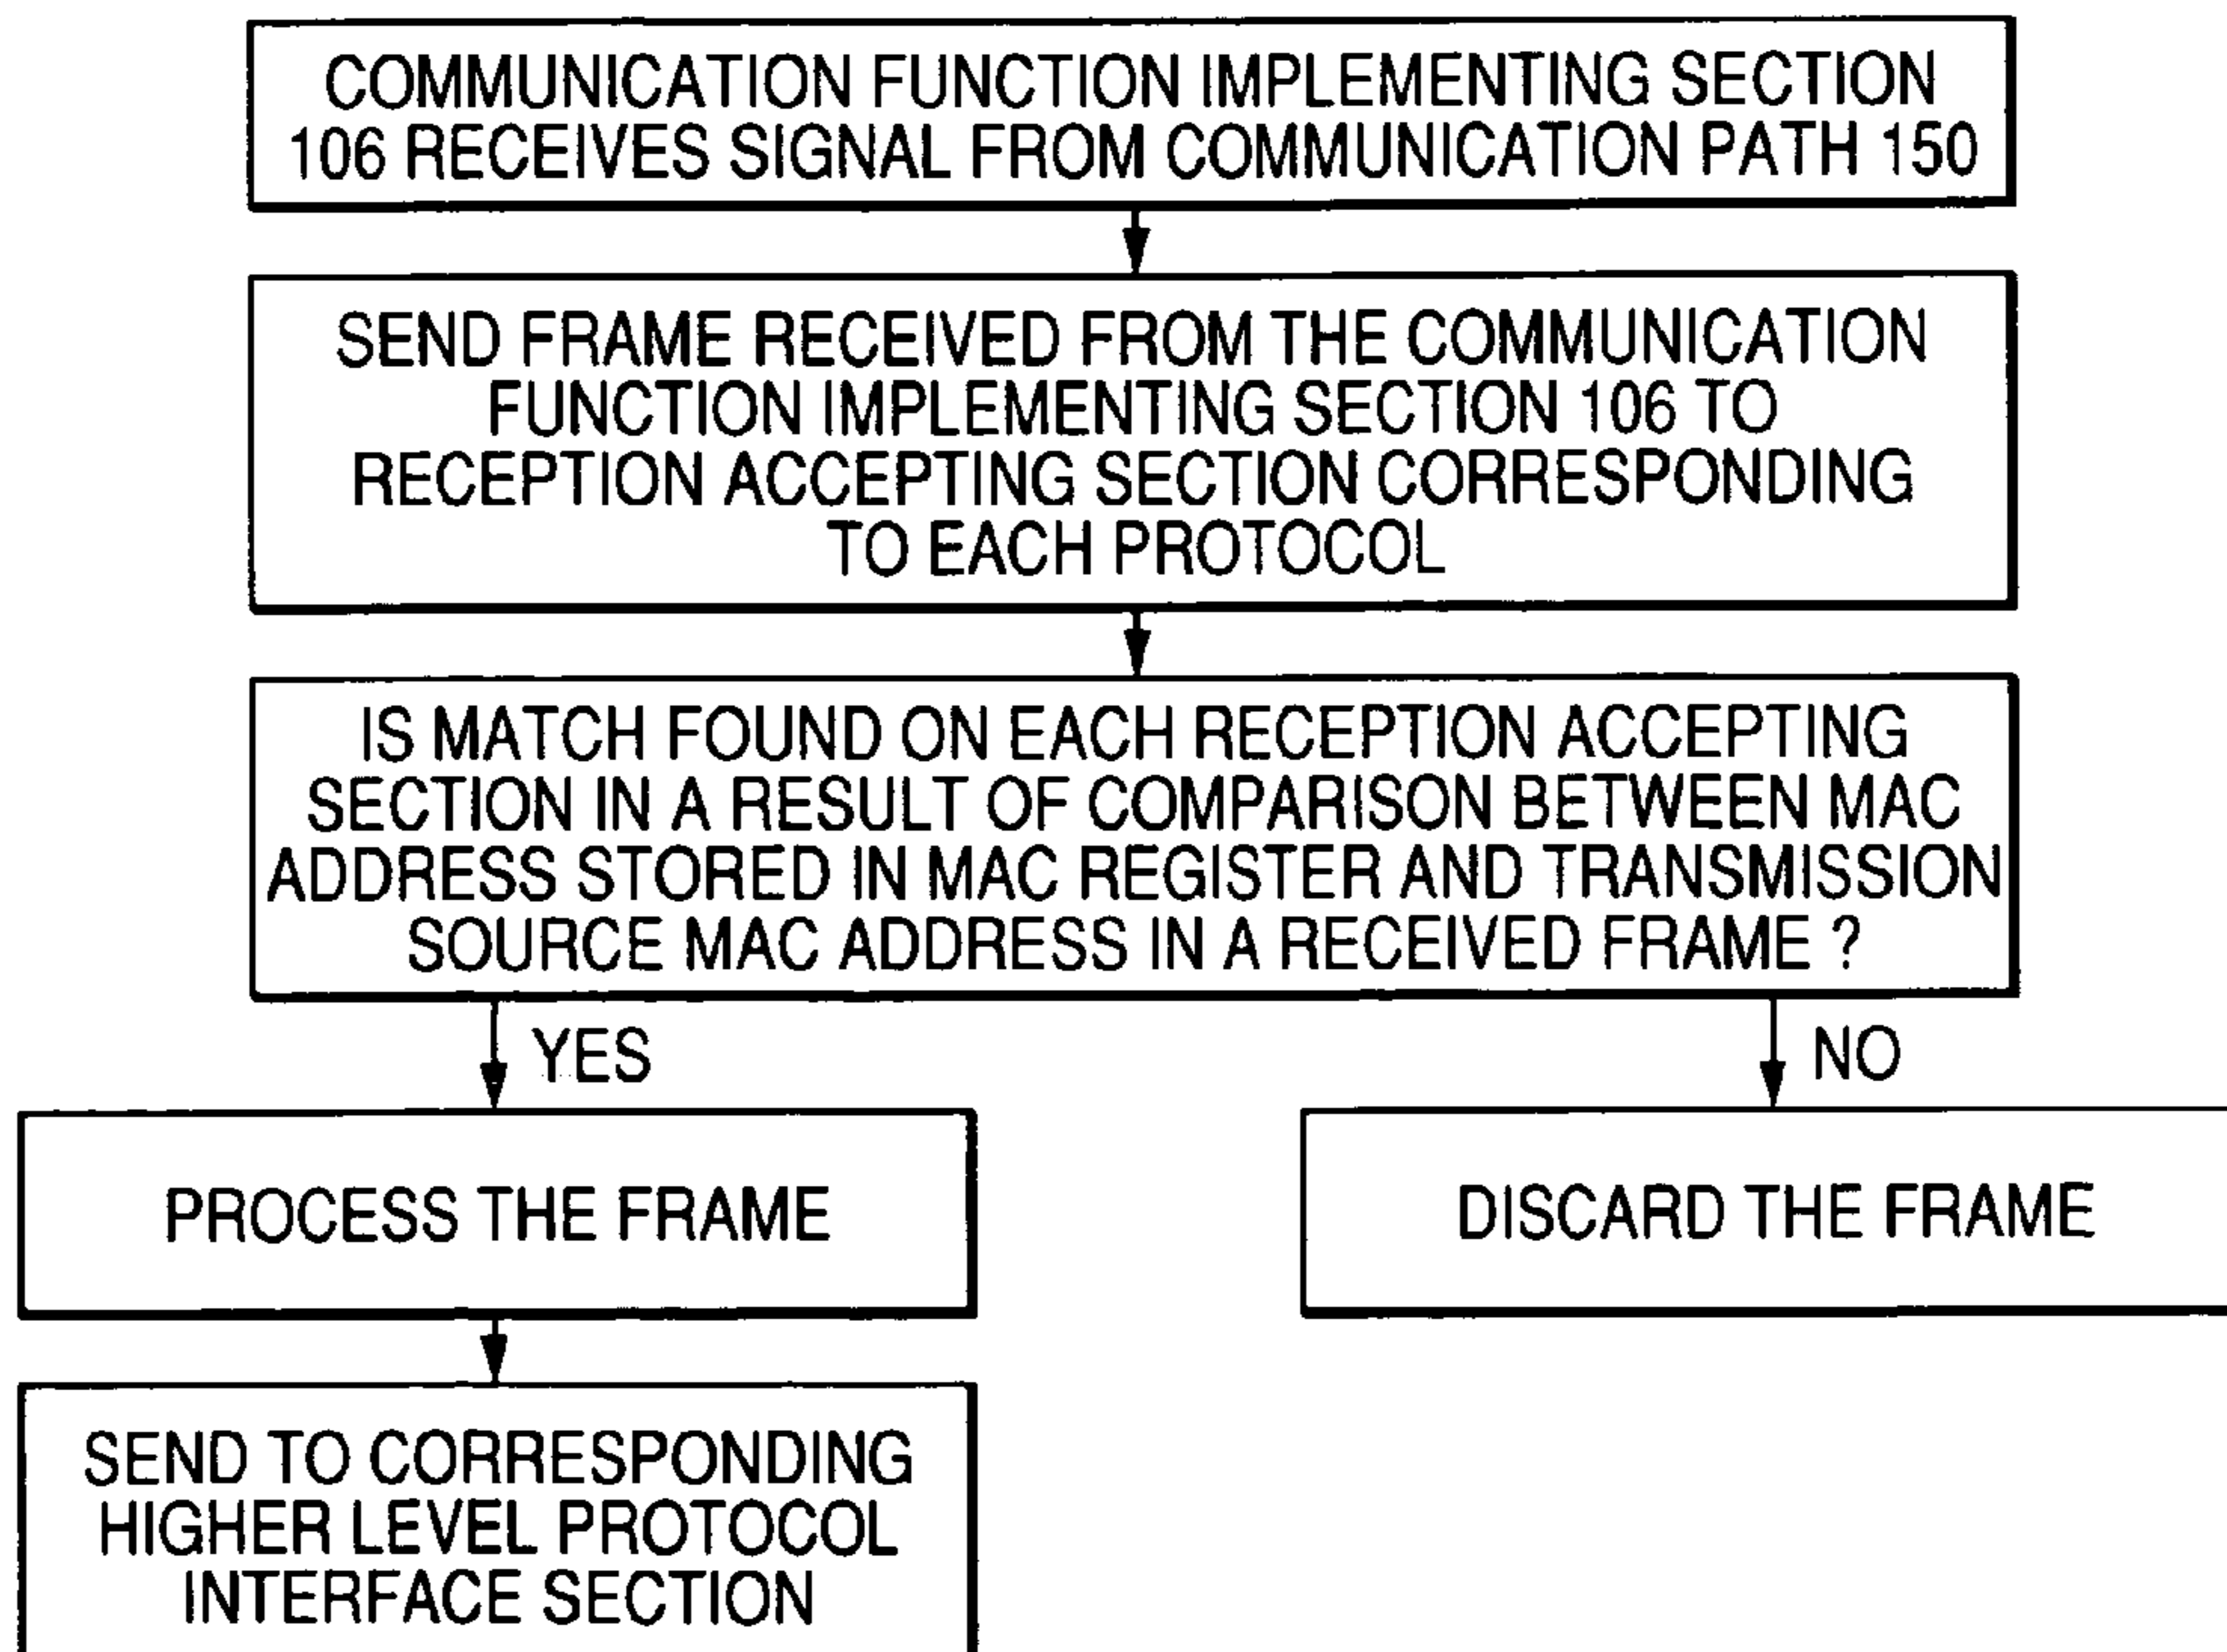 COMMUNICATION FUNCTION IMPLEMENTING SECTION
106 RECEIVES SIGNAL FROM COMMUNICATION PATH 150
SEND FRAME RECEIVED FROM THE COMMUNICATION
FUNCTION IMPLEMENTING SECTION 106 TO
RECEPTION ACCEPTING SECTION CORRESPONDING
TO EACH PROTOCOL
IS MATCH FOUND ON EACH RECEPTION ACCEPTING
SECTION IN A RESULT OF COMPARISON BETWEEN MAC
ADDRESS STORED IN MAC REGISTER AND TRANSMISSION
SOURCE MAC ADDRESS IN A RECEIVED FRAME ?
YES
NO
PROCESS THE FRAME
DISCARD THE FRAME
SEND TO CORRESPONDING
HIGHER LEVEL PROTOCOL
INTERFACE SECTION